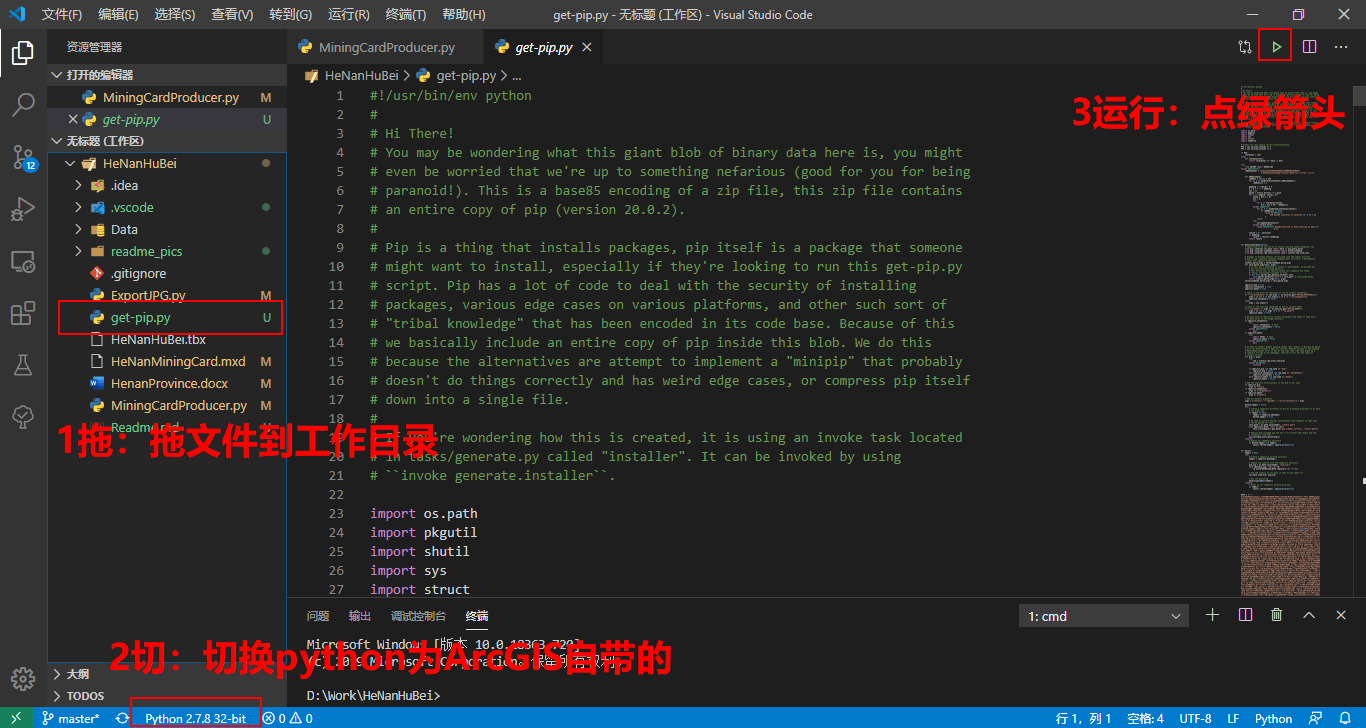 文件(F) 编辑(E) 选择(S) 查看(V) 转到(G) 运行(R) 终端(T) 帮助(H) get-pip.py - 无标题 (工作区) - Visual Studio Code
资源管理器
MiningCardProducer.py
get-pip.py
打开的编辑器
MiningCardProducer.py M
get-pip.py U
无标题 (工作区)
HeNanHuBei
.idea
.vscode
Data
readme_pics
.gitignore
ExportJPG.py M
get-pip.py U
HeNanHuBei.tbx
HeNanMiningCard.mxd M
HenanProvince.docx M
MiningCardProducer.py M
Readme.md
大纲
TODOS
12
HeNanHuBei > get-pip.py > ...
1 #!/usr/bin/env python
2 #
3 # Hi There!
4 # You may be wondering what this giant blob of binary data here is, you might
5 # even be worried that we're up to something nefarious (good for you for being
6 # paranoid!). This is a base85 encoding of a zip file, this zip file contains
7 # an entire copy of pip (version 20.0.2).
8 #
9 # Pip is a thing that installs packages, pip itself is a package that someone
10 # might want to install, especially if they're looking to run this get-pip.py
11 # script. Pip has a lot of code to deal with the security of installing
12 # packages, various edge cases on various platforms, and other such sort of
13 # "tribal knowledge" that has been encoded in its code base. Because of this
14 # we basically include an entire copy of pip inside this blob. We do this
15 # because the alternatives are attempt to implement a "minipip" that probably
16 # doesn't do things correctly and has weird edge cases, or compress pip itself
17 # down into a single file.
18 #
19 # If you're wondering how this is created, it is using an invoke task located
20 # in tasks/generate.py called "installer". It can be invoked by using
21 # ``invoke generate.installer``.
22
23 import os.path
24 import pkgutil
25 import shutil
26 import sys
27 import struct
3运行：点绿箭头
1拖：拖文件到工作目录
2切：切换python为ArcGIS自带的
问题 输出 调试控制台 终端 1: cmd
Microsoft Windows [版本 10.0.18363.720]
(c) 2019 Microsoft Corporation。保留所有权利。
D:\Work\HeNanHuBei>
master* Python 2.7.8 32-bit 0 0 行 1，列 1 空格: 4 UTF-8 LF Python